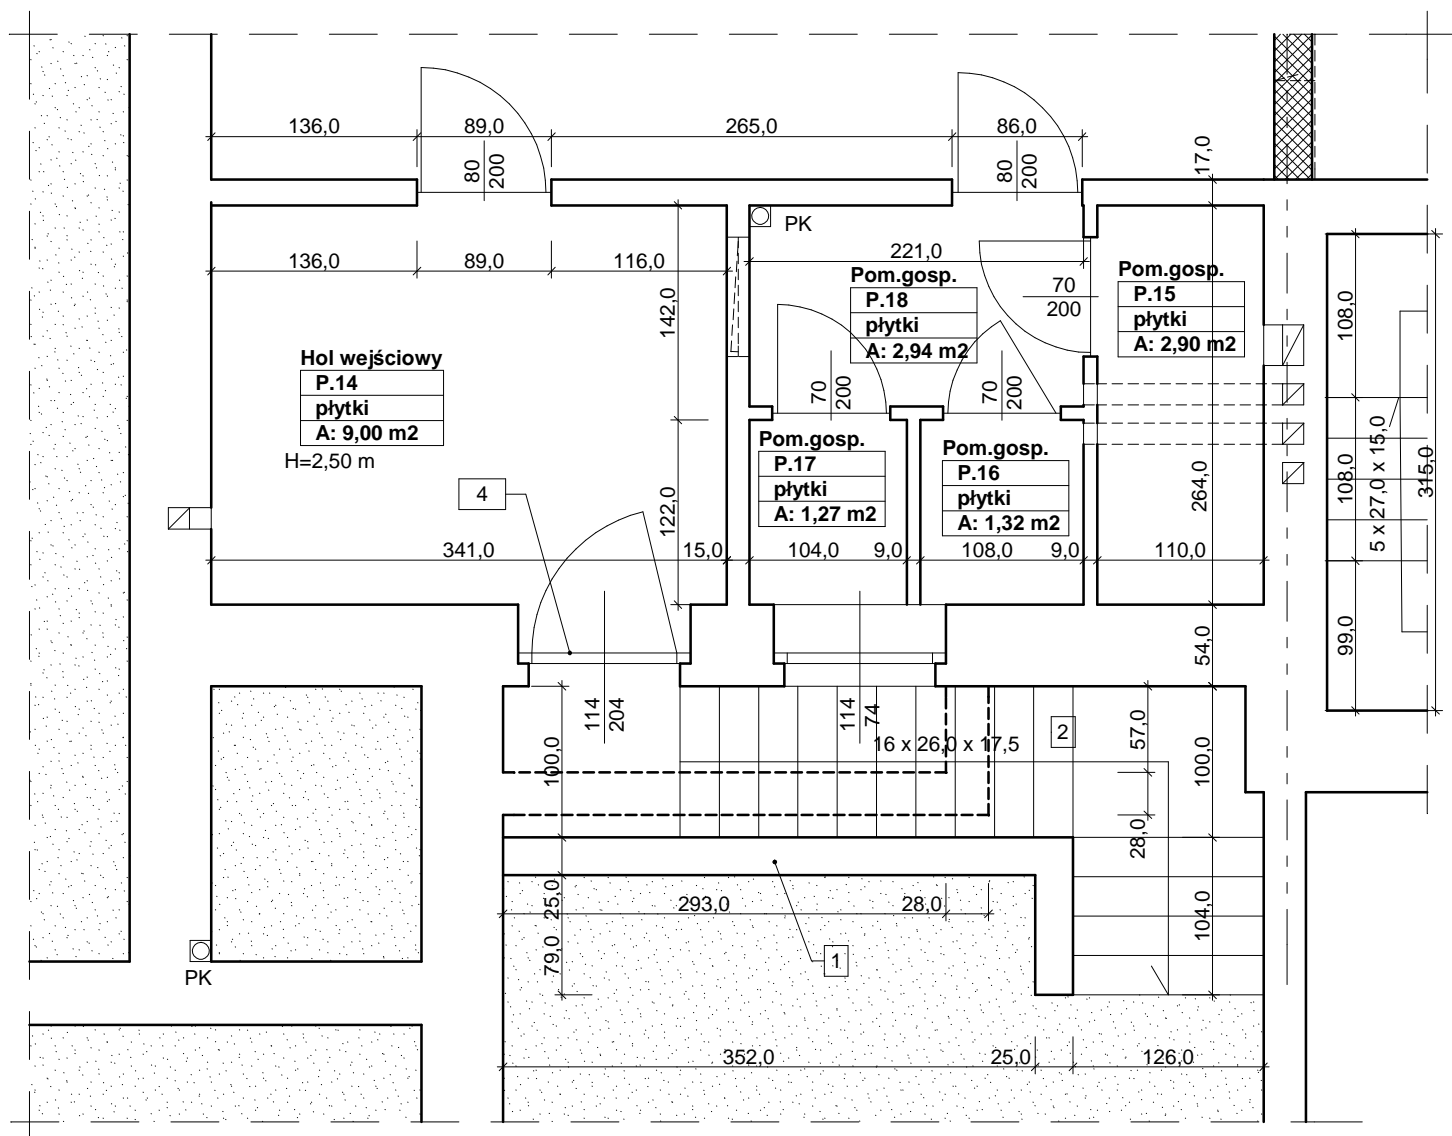 136,0
89,0
265,0
86,0
17,0
80
200
80
200
PK
136,0
89,0
116,0
221,0
142,0
Pom.gosp.
P.18
płytki
A: 2,94 m2
70
200
Pom.gosp.
P.15
płytki
A: 2,90 m2
108,0
Hol wejściowy
P.14
płytki
A: 9,00 m2
H=2,50 m
70
200
70
200
Pom.gosp.
P.17
płytki
A: 1,27 m2
Pom.gosp.
P.16
płytki
A: 1,32 m2
4
122,0
264,0
108,0
5 x 27,0 x 15,0
315,0
341,0
15,0
104,0
9,0
108,0
9,0
110,0
54,0
99,0
114
204
114
74
2
16 x 26,0 x 17,5
57,0
100,0
100,0
28,0
25,0
293,0
28,0
104,0
79,0
1
PK
352,0
25,0
126,0